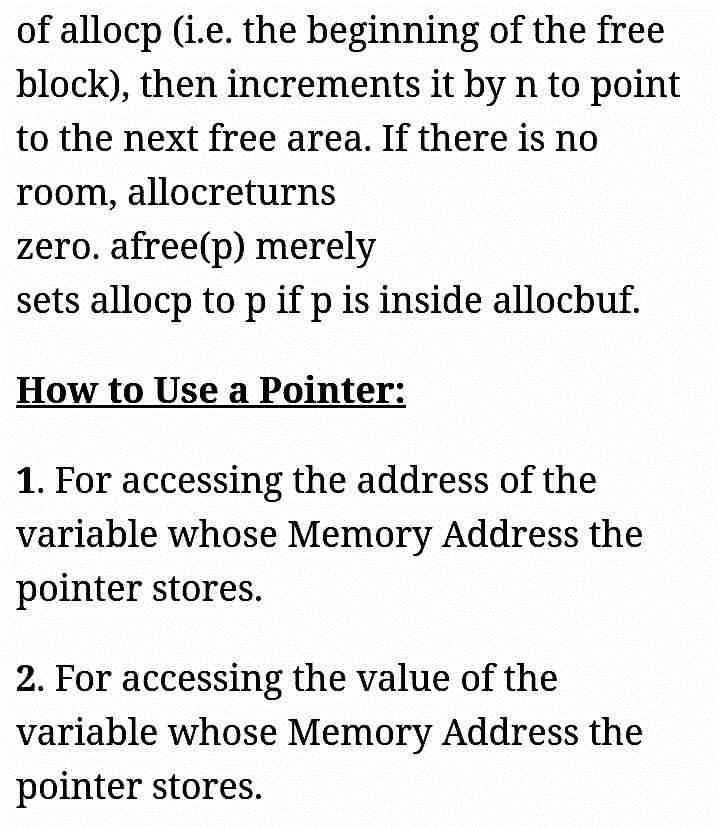 of allocp (i.e. the beginning of the free
block), then increments it by n to point
to the next free area. If there is no
room, allocreturns
zero. afree(p) merely
sets allocp to p if p is inside allocbuf.
How to Use a Pointer:
1. For accessing the address of the
variable whose Memory Address the
pointer stores.
2. For accessing the value of the
variable whose Memory Address the
pointer stores.